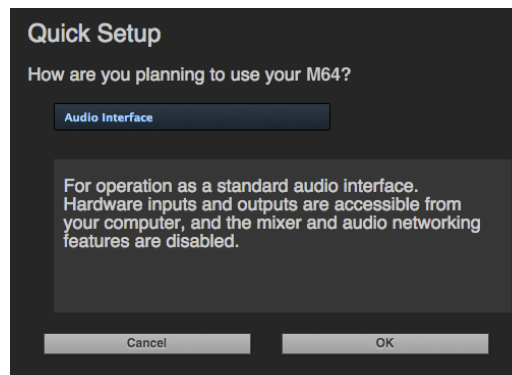 Quick Setup
How are you planning to use your M64?
Audio Interface
For operation as a standard audio interface.
Hardware inputs and outputs are accessible from
your computer, and the mixer and audio networking
features are disabled.
Cancel OK